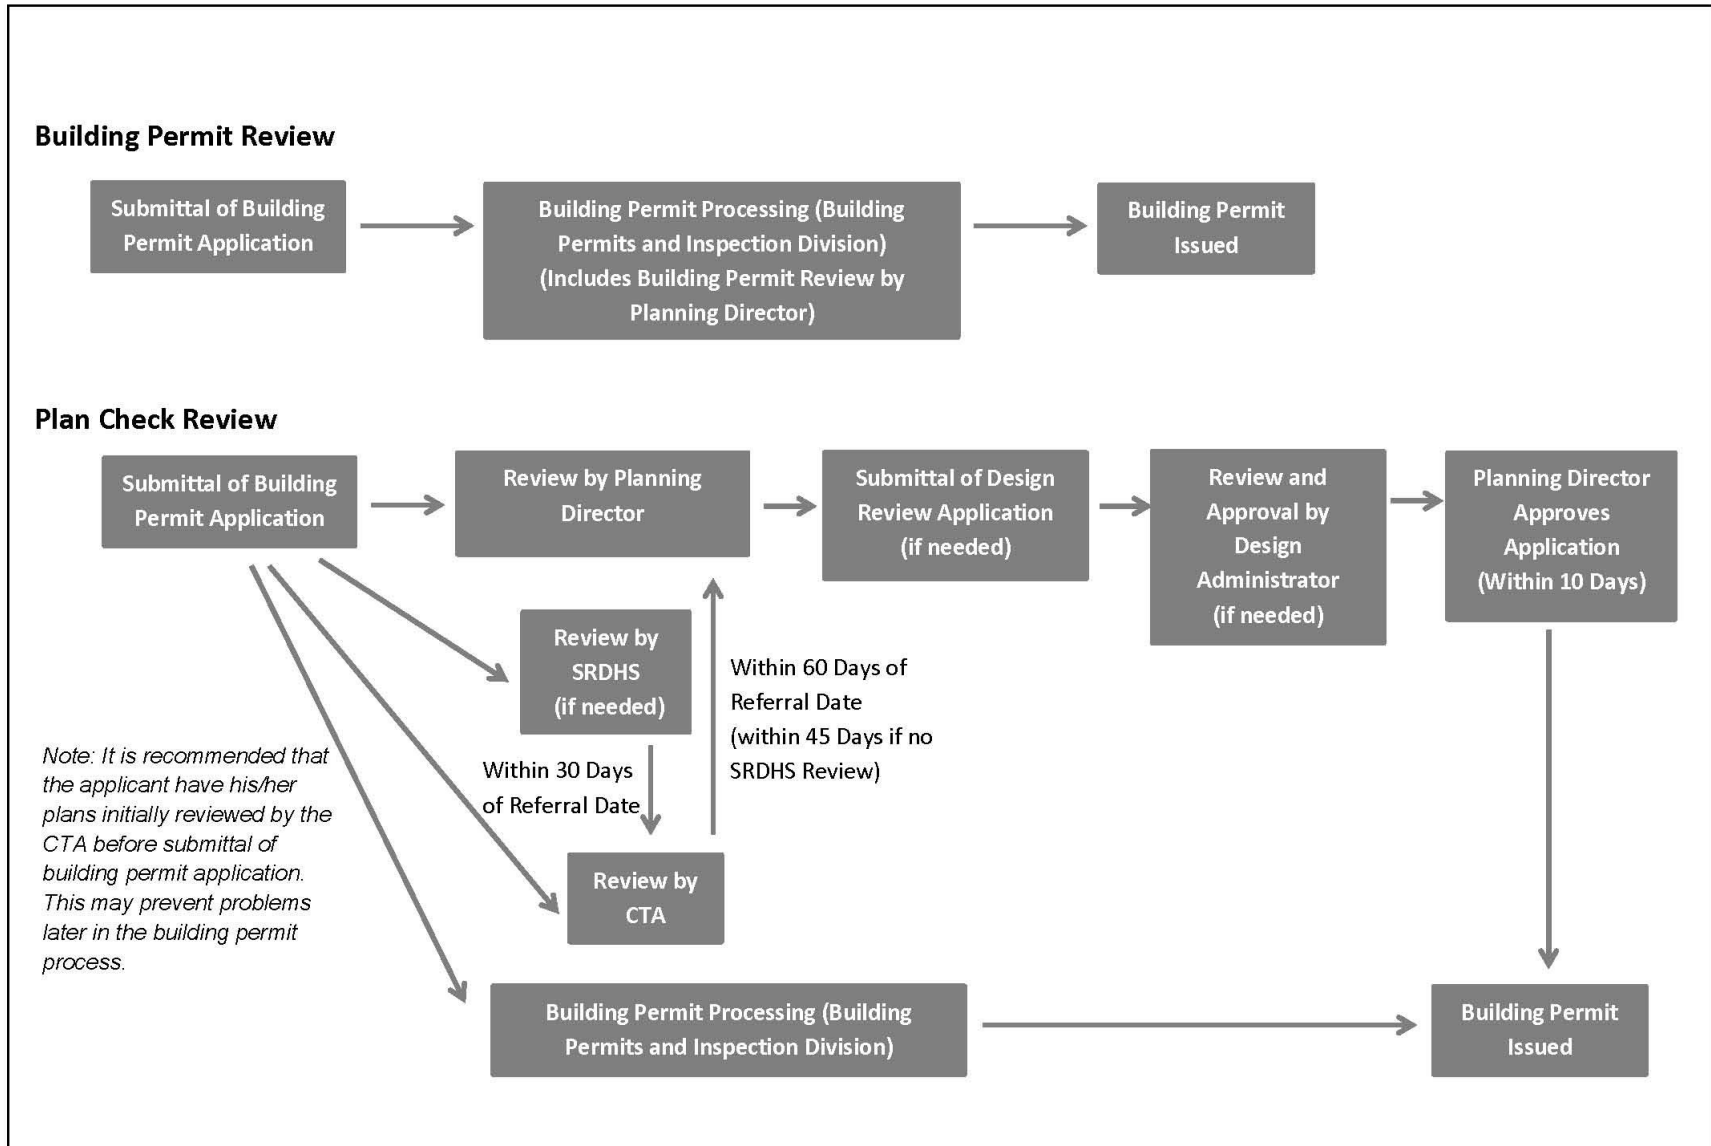 Building Permit Review
Submittal of Building
Permit Application
Building Permit Processing (Building
Permits and Inspection Division)
(Includes Building Permit Review by
Planning Director)
Building Permit
Issued
Plan Check Review
Submittal of Building
Permit Application
Review by Planning
Director
Submittal of Design
Review Application
(if needed)
Review and
Approval by
Design
Administrator
(if needed)
Planning Director
Approves
Application
(Within 10 Days)
Review by
SRDHS
(if needed)
Within 60 Days of
Referral Date
(within 45 Days if no
SRDHS Review)
Within 30 Days
of Referral Date
Note: It is recommended that
the applicant have his/her
plans initially reviewed by the
CTA before submittal of
building permit application.
This may prevent problems
later in the building permit
process.
Review by
CTA
Building Permit Processing (Building
Permits and Inspection Division)
Building Permit
Issued